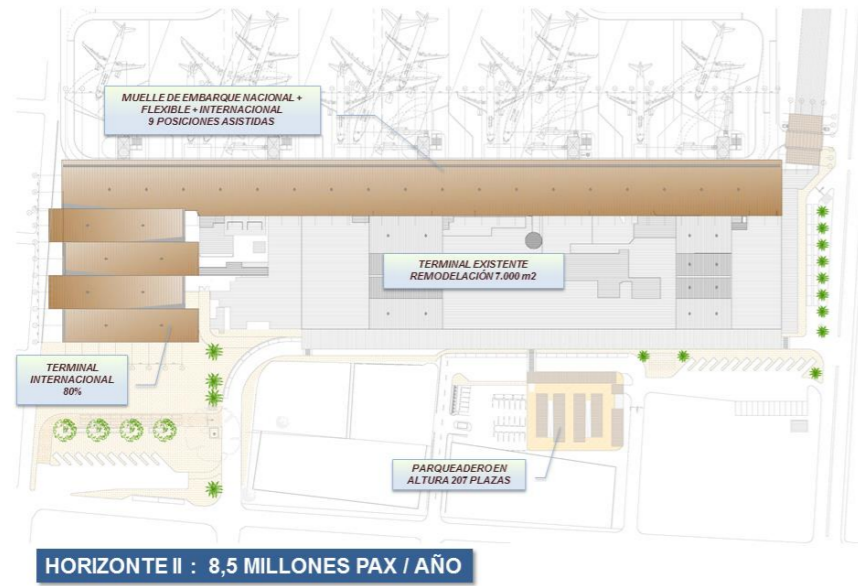 MUELLE DE EMBARQUE NACIONAL +
FLEXIBLE + INTERNACIONAL
9 POSICIONES ASISTIDAS
TERMINAL EXISTENTE
REMODELACIÓN 7.000 m2
TERMINAL
INTERNACIONAL
80%
PARQUEADERO EN
ALTURA 207 PLAZAS
HORIZONTE II : 8,5 MILLONES PAX / AÑO